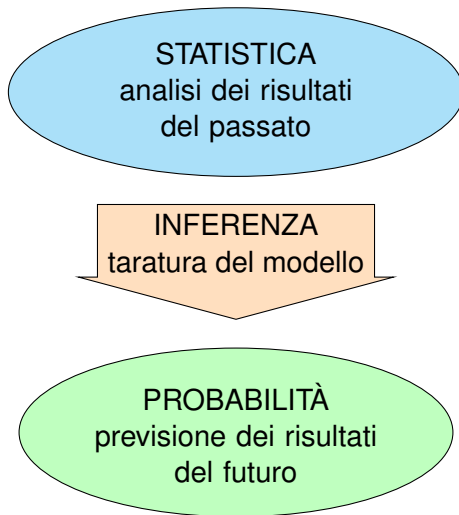 STATISTICA
analisi dei risultati
del passato
INFERENZA
taratura del modello
PROBABILITÀ
previsione dei risultati
del futuro